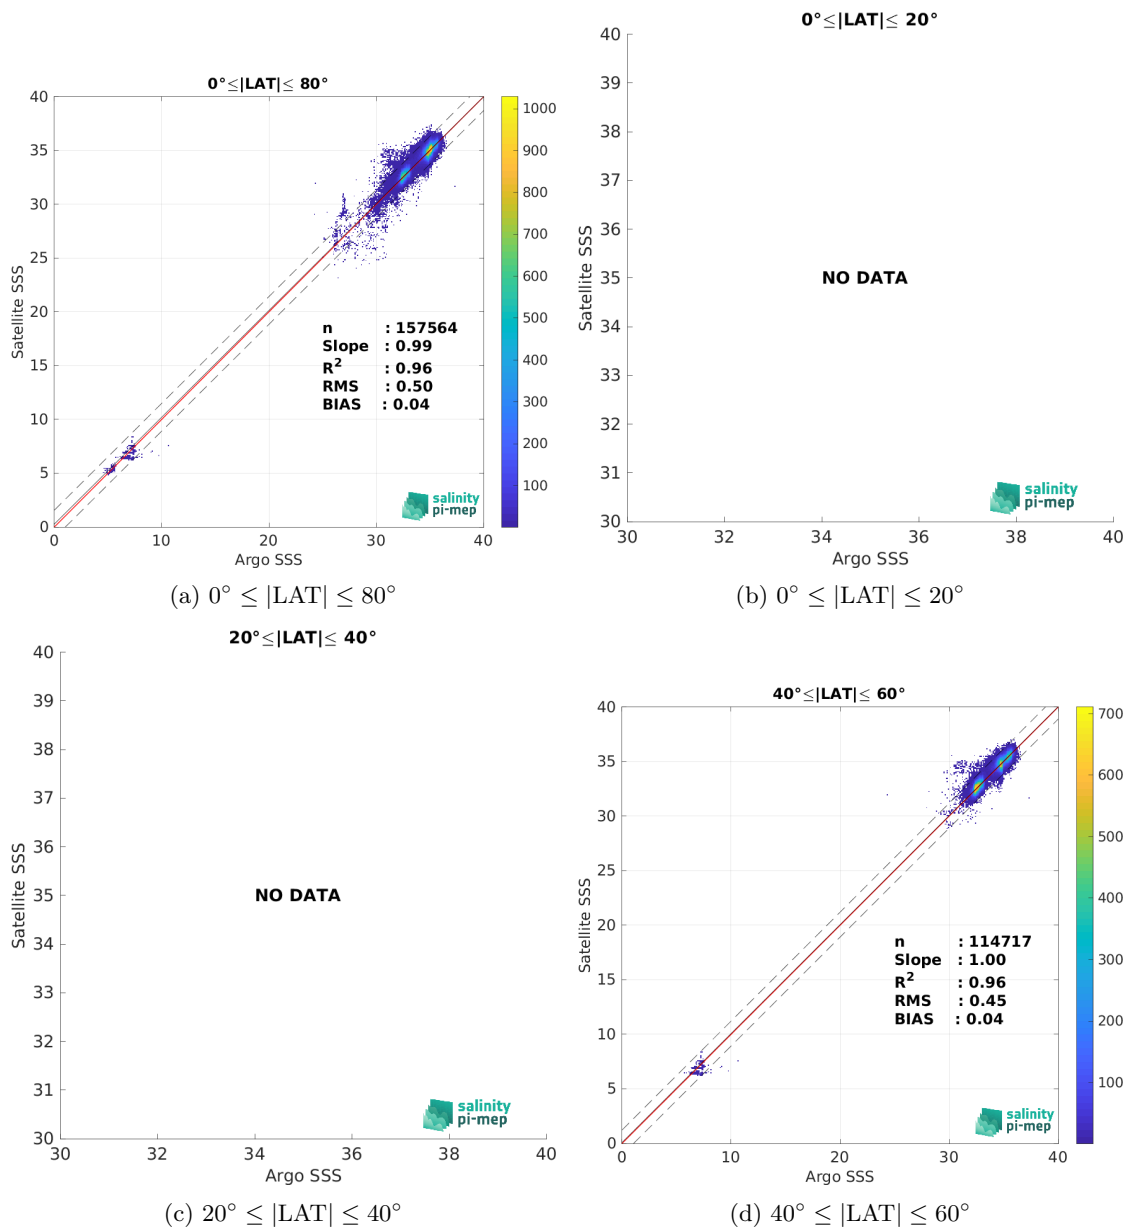 0°≤|LAT|≤ 80°
40
35
30
25
20
15
10
5
0
0
10
20
30
40
Satellite SSS
Argo SSS
n : 157564
Slope : 0.99
R² : 0.96
RMS : 0.50
BIAS : 0.04
salinity
pi-mep
1000
900
800
700
600
500
400
300
200
100
(a) 0° ≤ |LAT| ≤ 80°
0°≤|LAT|≤ 20°
40
39
38
37
36
35
34
33
32
31
30
30
32
34
36
38
40
Satellite SSS
Argo SSS
NO DATA
salinity
pi-mep
(b) 0° ≤ |LAT| ≤ 20°
20°≤|LAT|≤ 40°
40
39
38
37
36
35
34
33
32
31
30
30
32
34
36
38
40
Satellite SSS
Argo SSS
NO DATA
salinity
pi-mep
(c) 20° ≤ |LAT| ≤ 40°
40°≤|LAT|≤ 60°
40
35
30
25
20
15
10
5
0
0
10
20
30
40
Satellite SSS
Argo SSS
n : 114717
Slope : 1.00
R² : 0.96
RMS : 0.45
BIAS : 0.04
salinity
pi-mep
700
600
500
400
300
200
100
(d) 40° ≤ |LAT| ≤ 60°